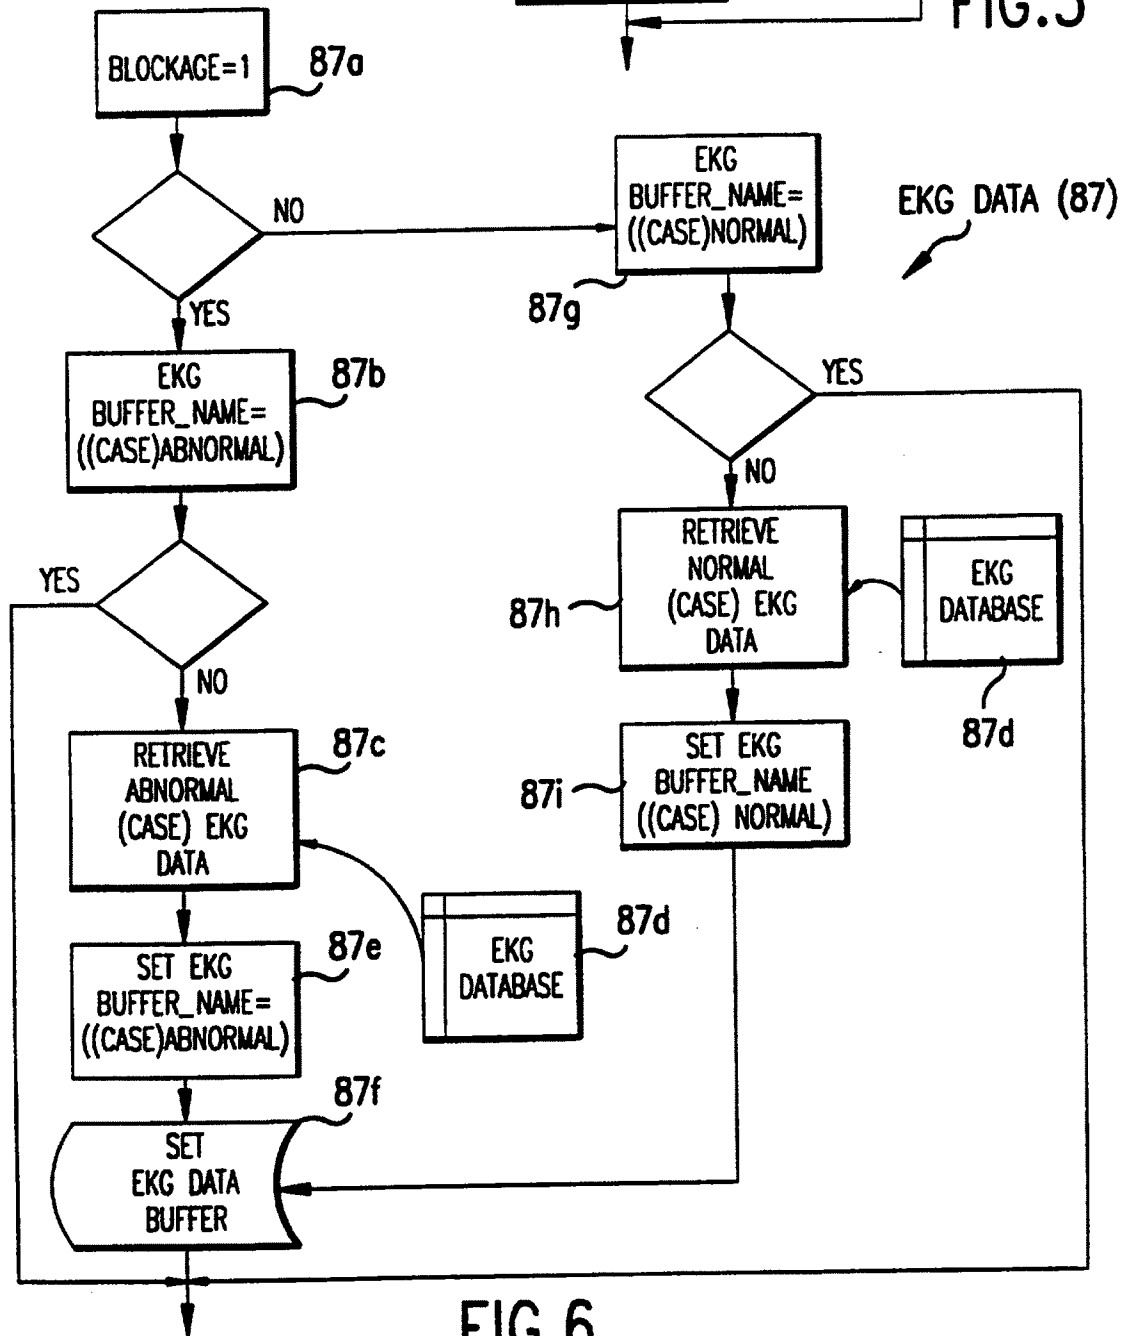 FIG.5
BLOCKAGE=1
87a
NO
YES
EKG
BUFFER_NAME=
((CASE)NORMAL)
87g
EKG DATA (87)
EKG
BUFFER_NAME=
((CASE)ABNORMAL)
87b
YES
NO
YES
NO
RETRIEVE
NORMAL
(CASE) EKG
DATA
87h
EKG
DATABASE
87d
RETRIEVE
ABNORMAL
(CASE) EKG
DATA
87c
SET EKG
BUFFER_NAME
((CASE) NORMAL)
87i
EKG
DATABASE
87d
SET EKG
BUFFER_NAME=
((CASE)ABNORMAL)
87e
SET
EKG DATA
BUFFER
87f
FIG.6